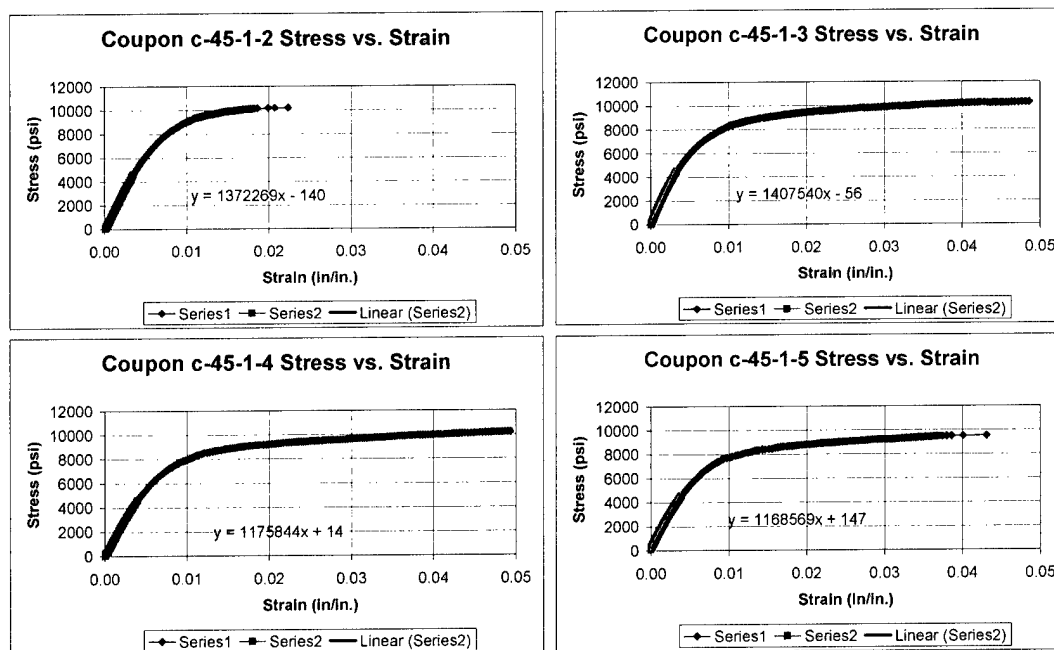 Coupon c-45-1-2 Stress vs. Strain
Stress (psi)
12000
10000
8000
6000
4000
2000
0
y = 1372269x - 140
0.00 0.01 0.02 0.03 0.04 0.05
Strain (in/in.)
Series1 Series2 Linear (Series2)
Coupon c-45-1-3 Stress vs. Strain
Stress (psi)
12000
10000
8000
6000
4000
2000
0
y = 1407540x - 56
0.00 0.01 0.02 0.03 0.04 0.05
Strain (in/in.)
Series1 Series2 Linear (Series2)
Coupon c-45-1-4 Stress vs. Strain
Stress (psi)
12000
10000
8000
6000
4000
2000
0
y = 1175844x + 14
0.00 0.01 0.02 0.03 0.04 0.05
Strain (in/in.)
Series1 Series2 Linear (Series2)
Coupon c-45-1-5 Stress vs. Strain
Stress (psi)
12000
10000
8000
6000
4000
2000
0
y = 1168569x + 147
0.00 0.01 0.02 0.03 0.04 0.05
Strain (in/in.)
Series1 Series2 Linear (Series2)